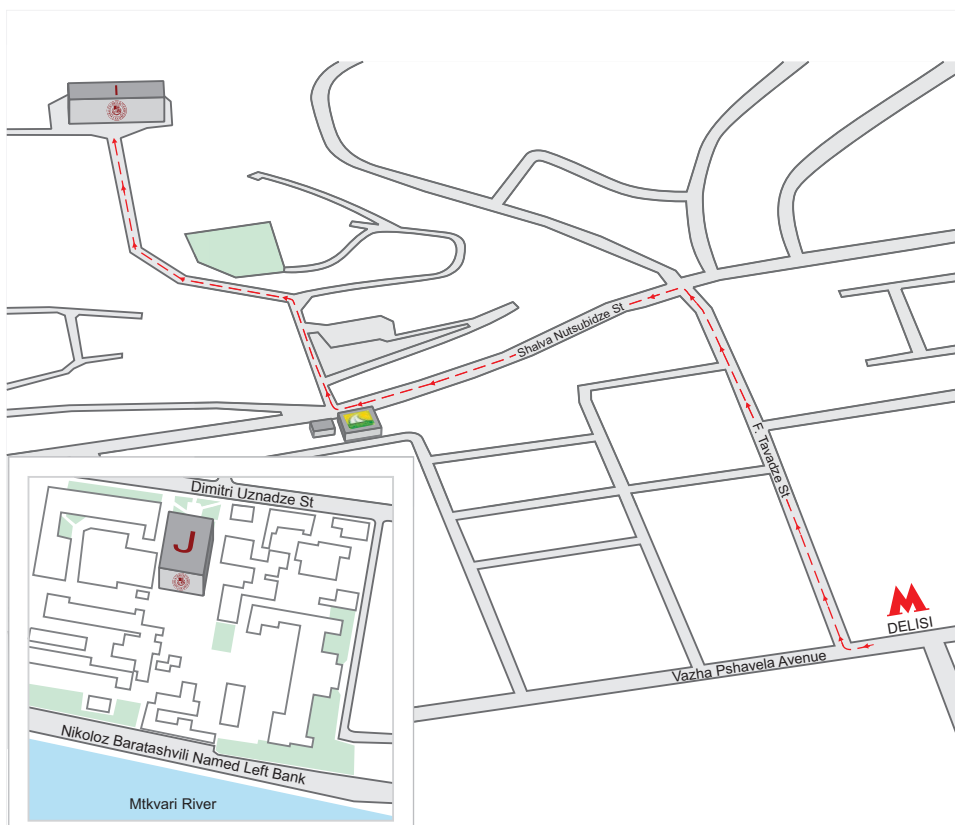 I
Shalva Nutsubidze St
F. Tavadze St
M
DELISI
Vazha Pshavela Avenue
Dimitri Uznadze St
J
Nikoloz Baratashvili Named Left Bank
Mtkvari River